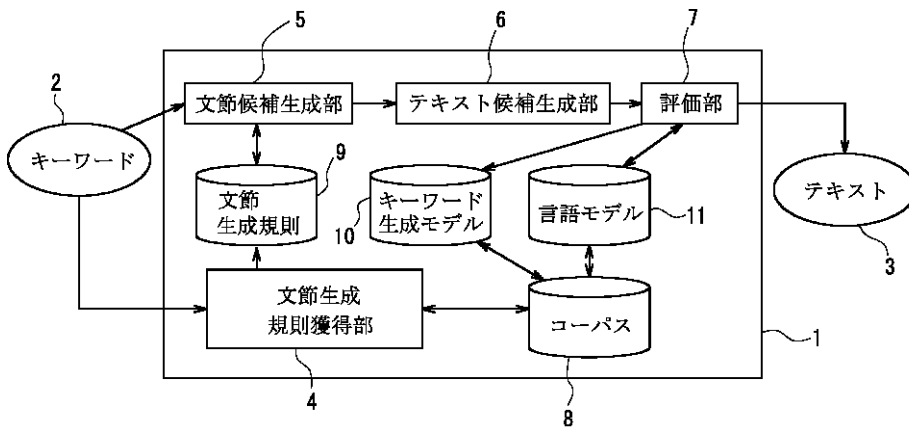 5
6
7
2
文節候補生成部
テキスト候補生成部
評価部
キーワード
9
文節
生成規則
10
キーワード
生成モデル
言語モデル
11
テキスト
3
文節生成
規則獲得部
コーパス
1
4
8